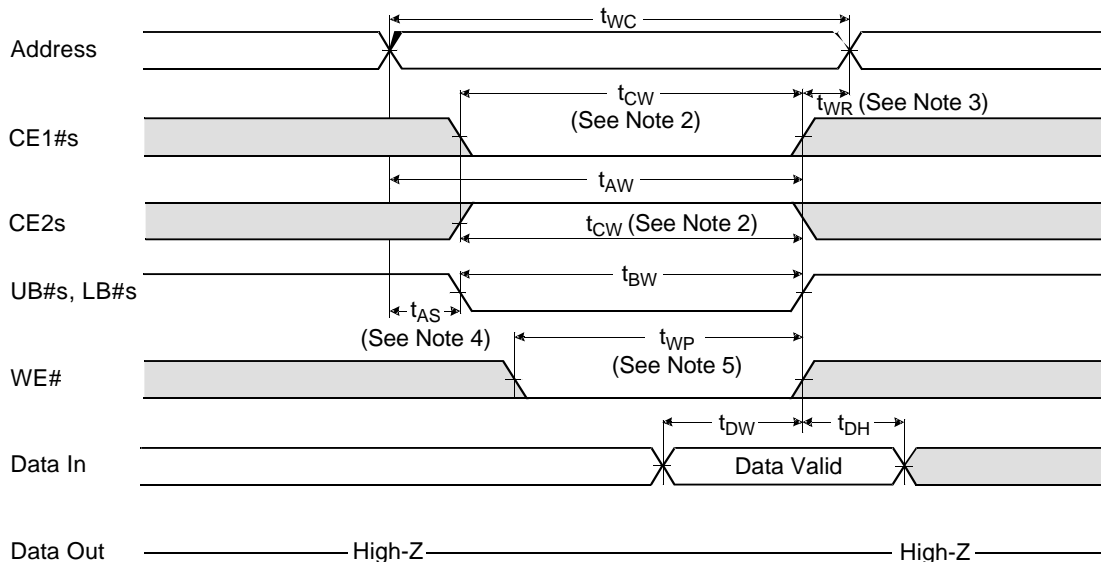 tWC
Address
tCW
(See Note 2)
tWR (See Note 3)
CE1#s
tAW
CE2s
tCW (See Note 2)
UB#s, LB#s
tBW
tAS
(See Note 4)
tWP
(See Note 5)
WE#
tDW
tDH
Data In
Data Valid
Data Out
High-Z
High-Z